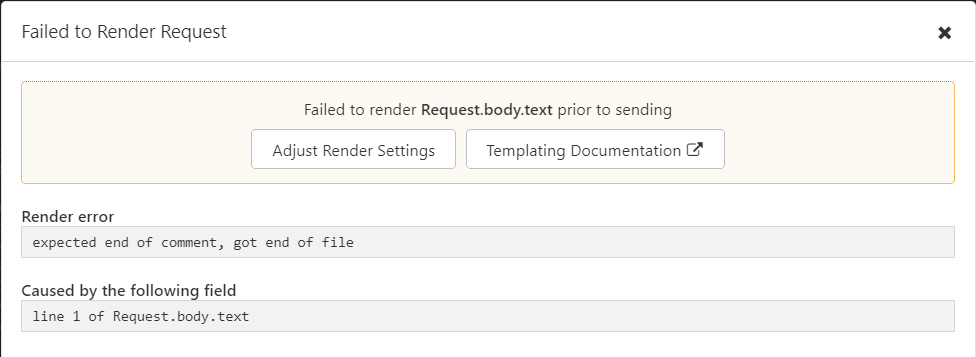 Failed to Render Request
Failed to render Request.body.text prior to sending
Adjust Render Settings
Templating Documentation
Render error
expected end of comment, got end of file
Caused by the following field
line 1 of Request.body.text